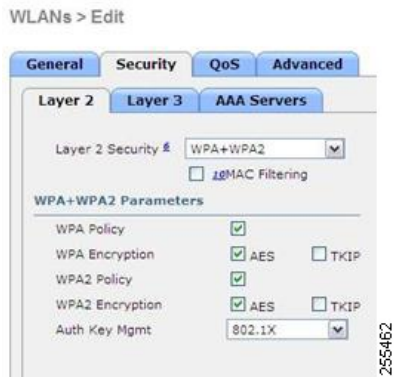 WLANs > Edit
General Security QoS Advanced
Layer 2 Layer 3 AAA Servers
Layer 2 Security 6 WPA+WPA2
10MAC Filtering
WPA+WPA2 Parameters
WPA Policy
WPA Encryption AES TKIP
WPA2 Policy
WPA2 Encryption AES TKIP
Auth Key Mgmt 802.1X
255462